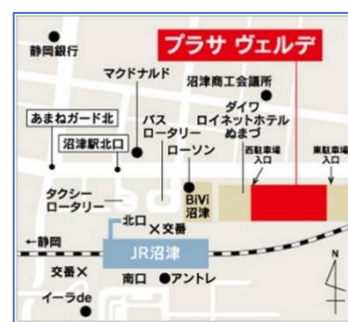 静岡銀行
プラサ ヴェルデ
マクドナルド
沼津商工会議所
あまねガード北
沼津駅北口
バス
ロータリー
ローソン
ダイワ
ロイネットホテル
ぬまづ
西駐車場
入口
東駐車場
入口
タクシー
ロータリー
BiVi
沼津
北口
交番
←静岡
JR沼津
交番
南口
アントレ
イーラde
N